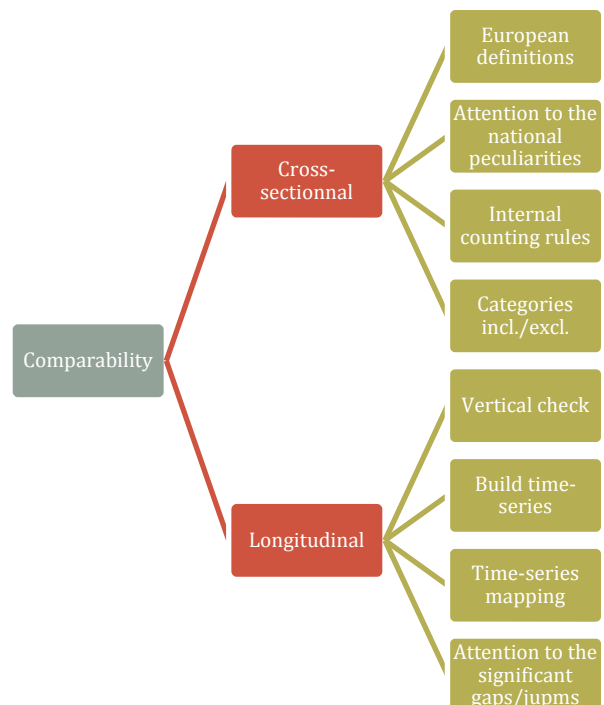 European
definitions
Attention to the
national
peculiarities
Cross-
sectionnal
Internal
counting rules
Categories
incl./excl.
Comparability
Vertical check
Build time-
series
Longitudinal
Time-series
mapping
Attention to the
significant
gaps/jupms